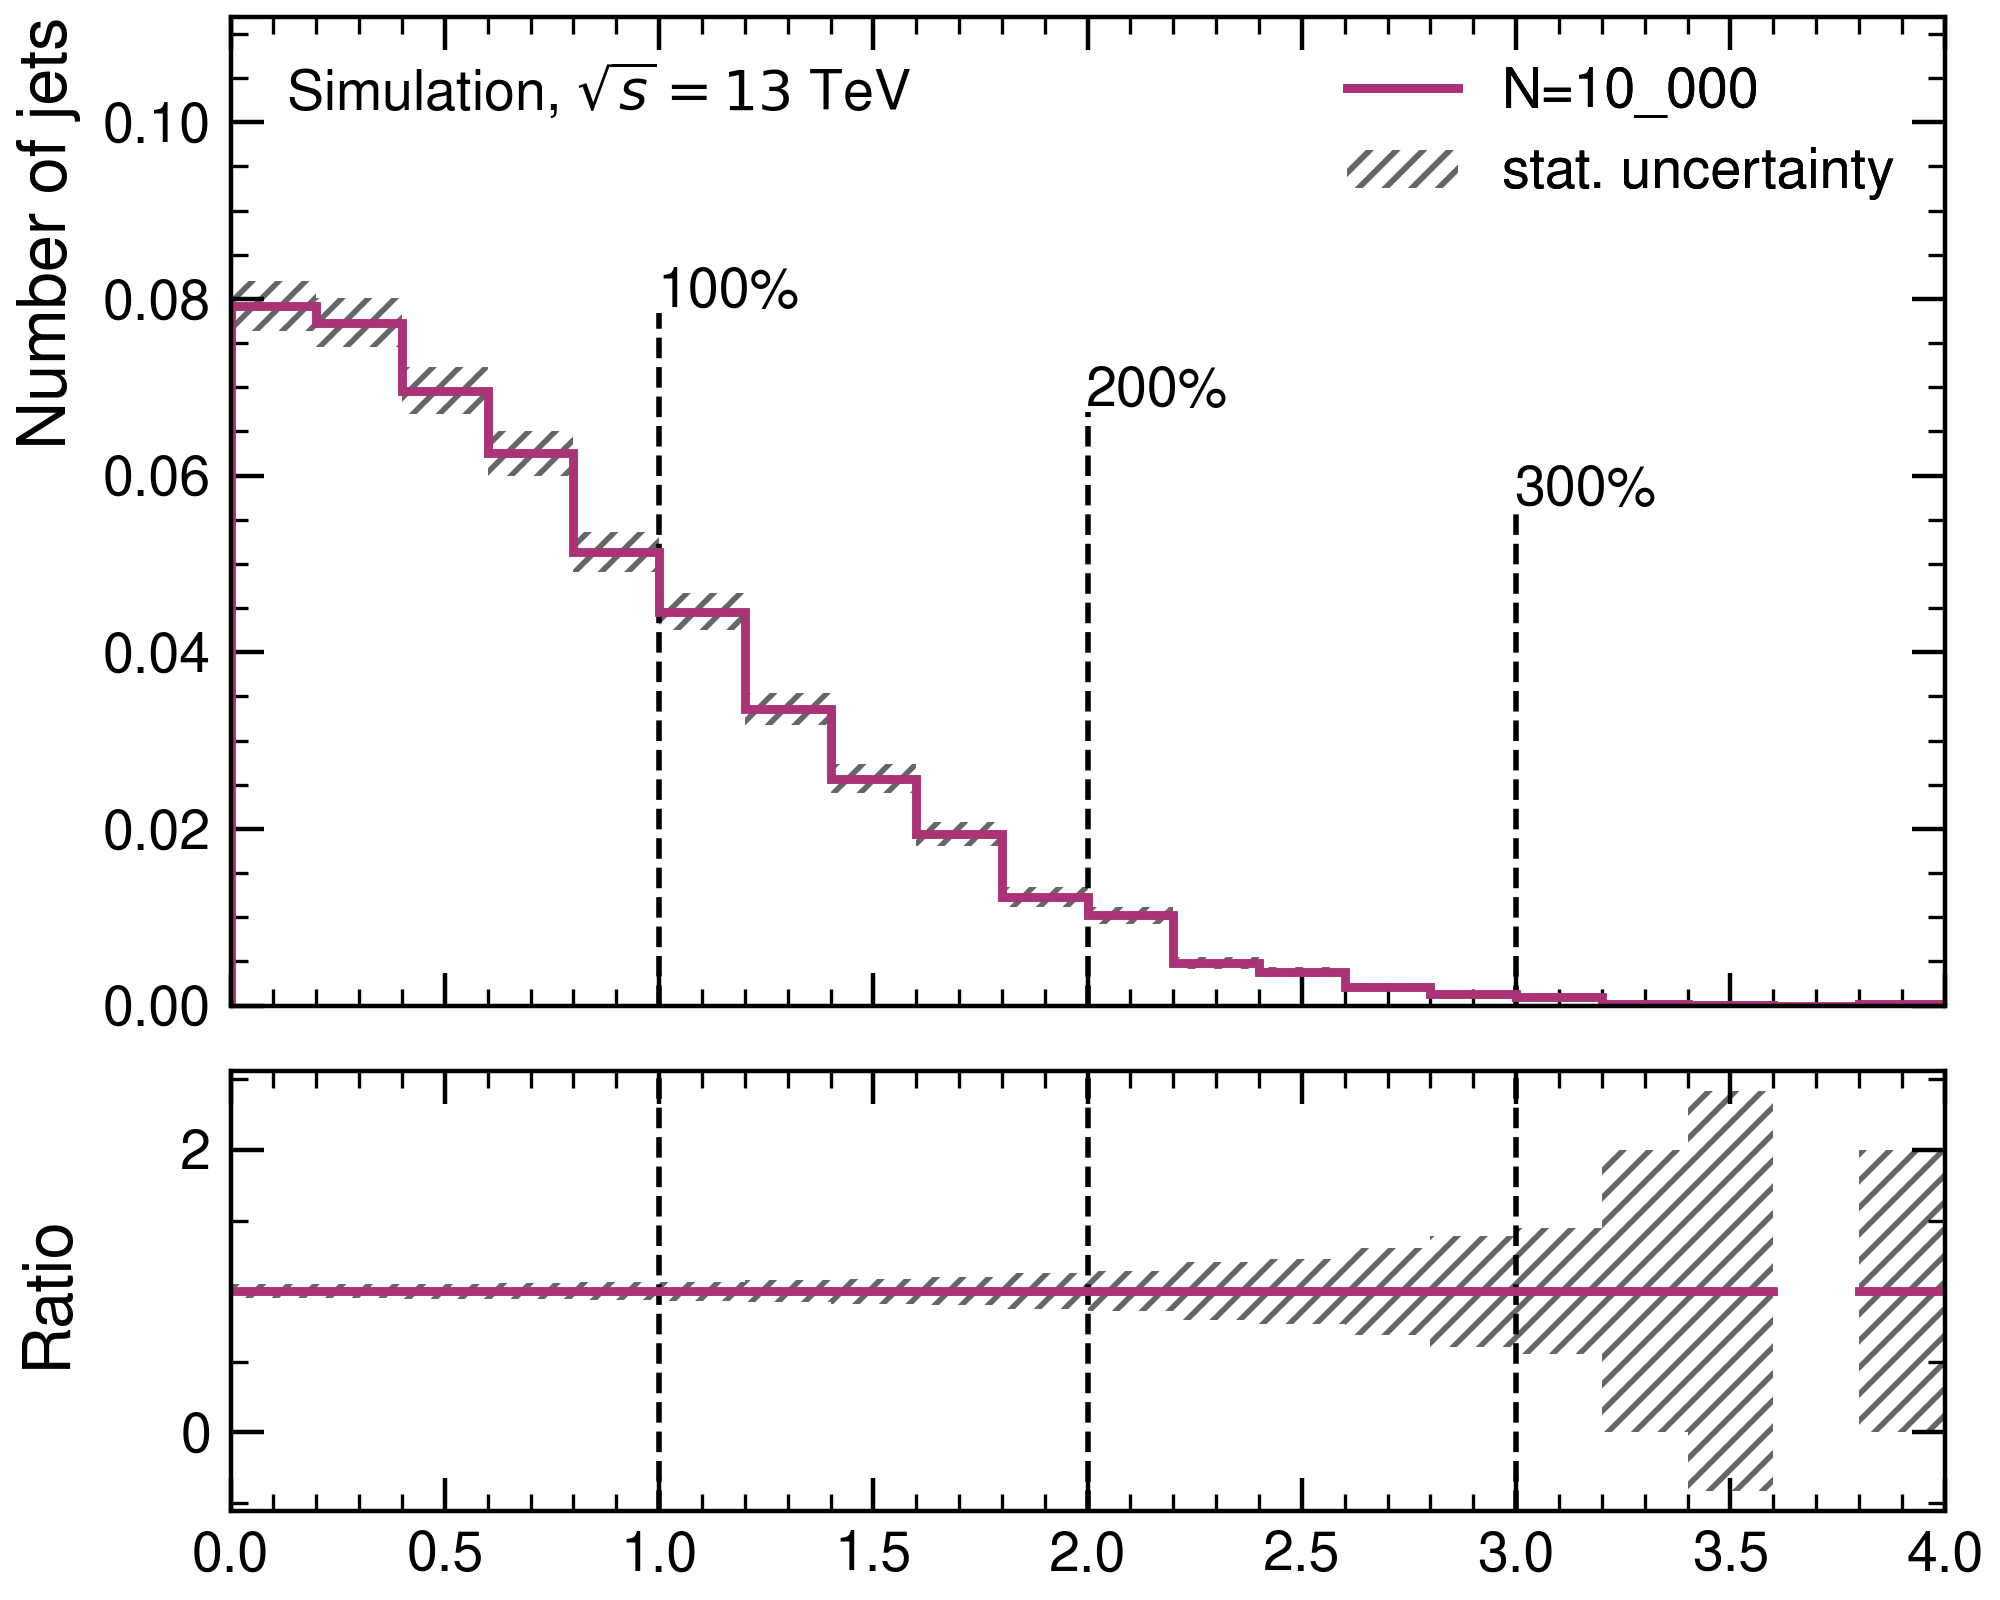 Number of jets
Simulation, √s = 13 TeV
N=10_000
stat. uncertainty
100%
200%
300%
0.10
0.08
0.06
0.04
0.02
0.00
Ratio
2
0
0.0 0.5 1.0 1.5 2.0 2.5 3.0 3.5 4.0